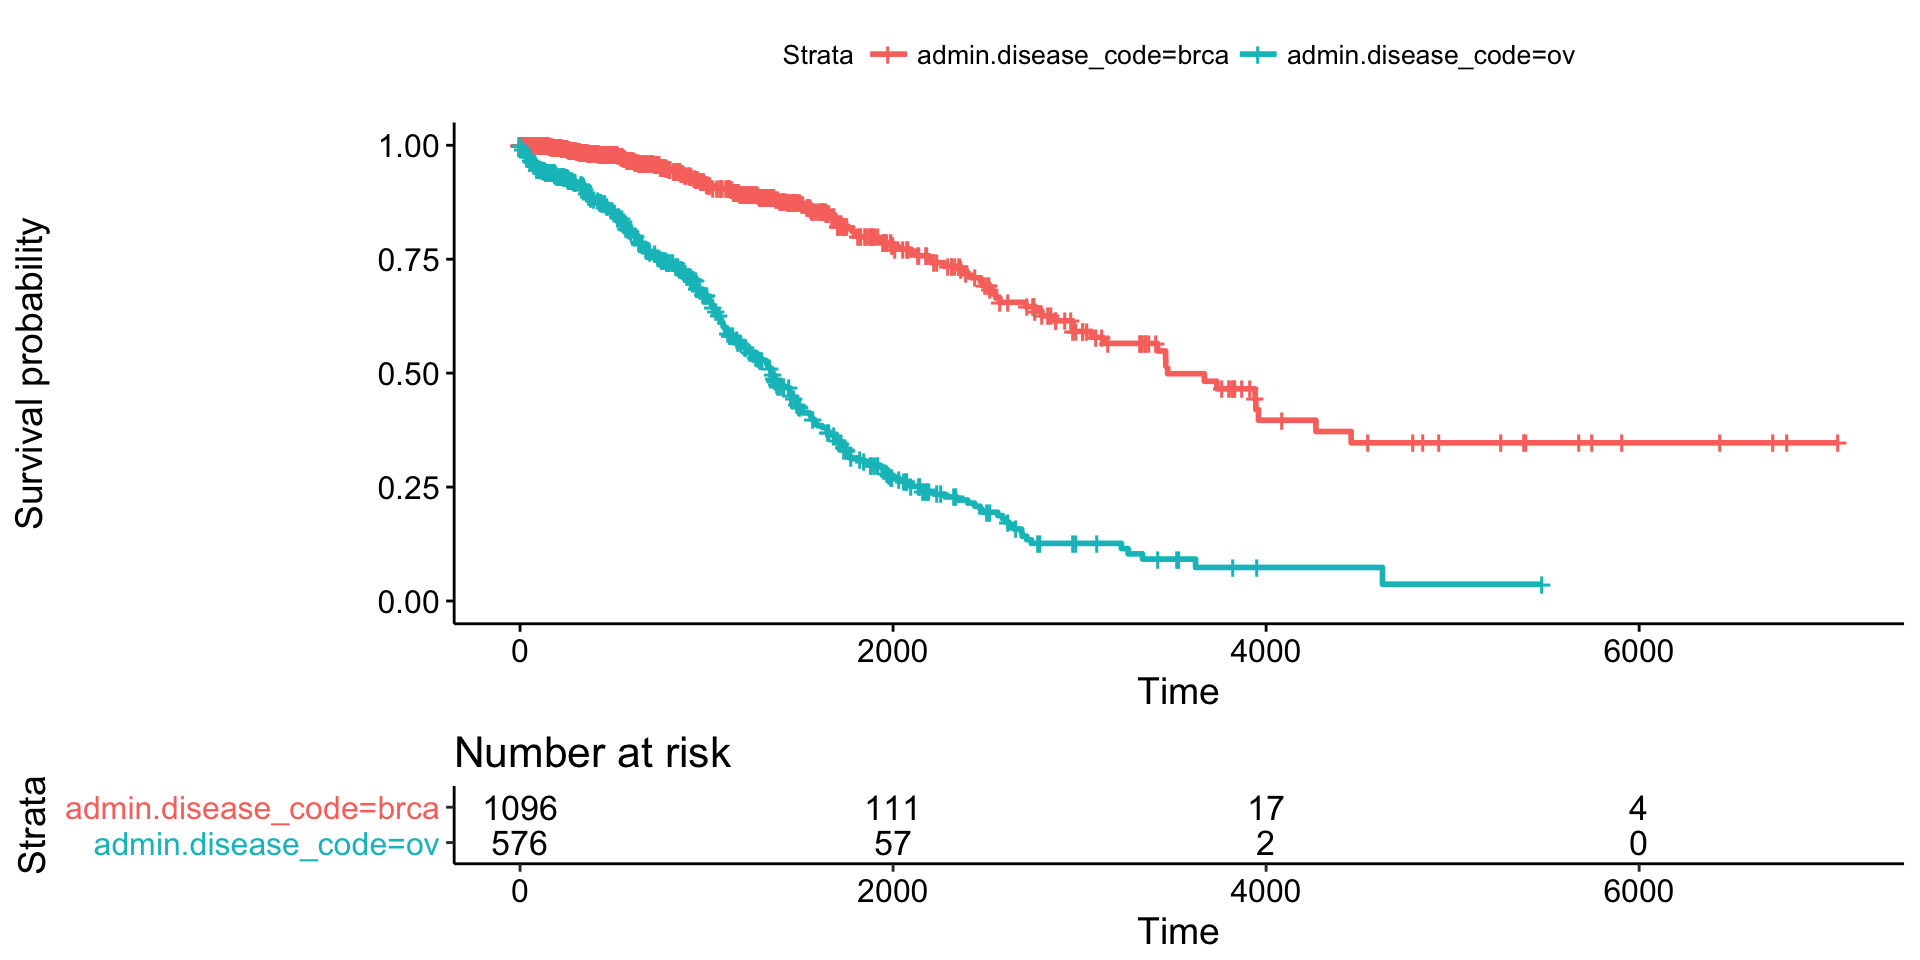 Strata admin.disease_code=brca admin.disease_code=ov
Survival probability
1.00
0.75
0.50
0.25
0.00
0 2000 4000 6000
Time
Number at risk
Strata
admin.disease_code=brca 1096 111 17 4
admin.disease_code=ov 576 57 2 0
0 2000 4000 6000
Time